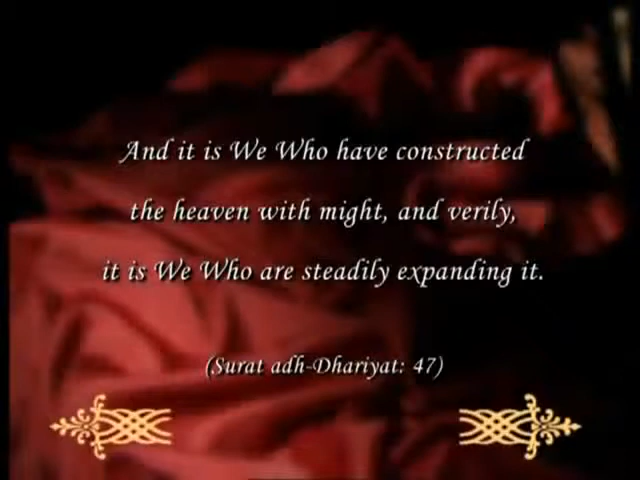 And it is We Who have constructed
the heaven with might, and verily,
it is We Who are steadily expanding it.
(Surat adh-Dhariyat: 47)